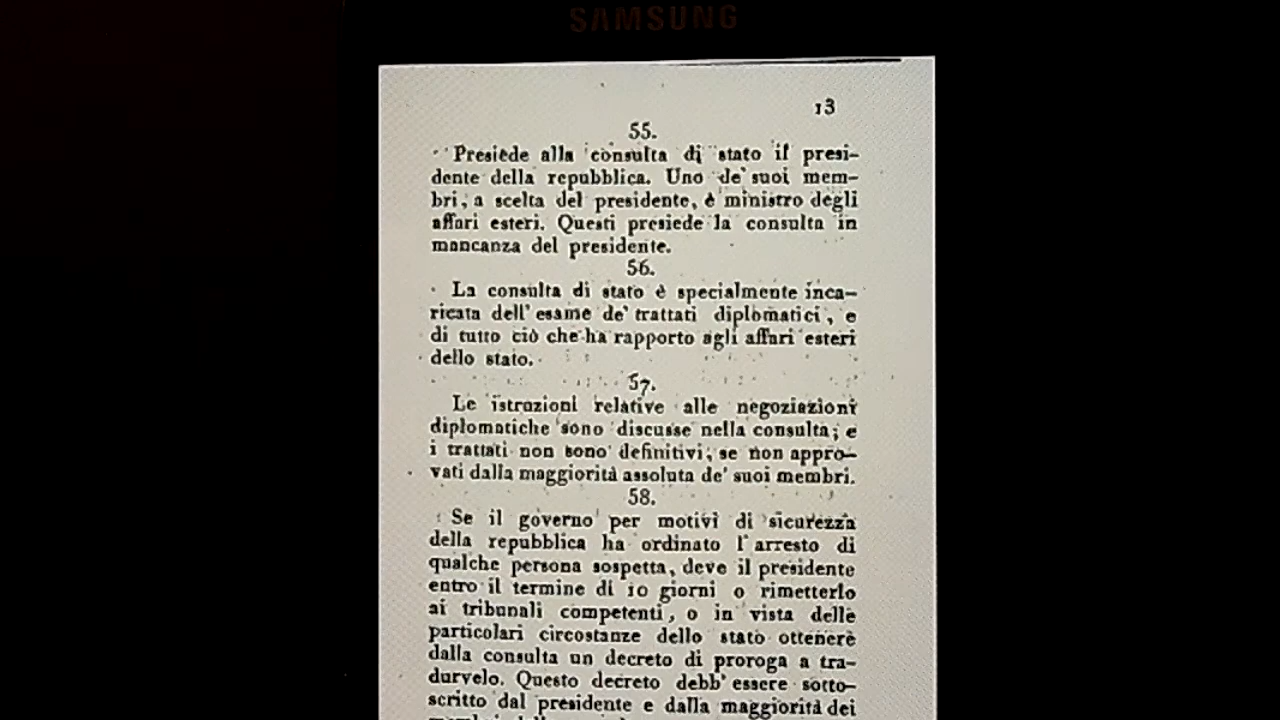 SAMSUNG
13
55.
Presiede alla consulta di stato il presi-
dente della repubblica. Uno de' suoi mem-
bri, a scelta del presidente, è ministro degli
affari esteri. Questi presiede la consulta in
mancanza del presidente.
56.
La consulta di stato è specialmente inca-
ricata dell' esame de' trattati diplomatici, e
di tutto ciò che ha rapporto agli affari esteri
dello stato.
57.
Le istruzioni relative alle negoziazioni
diplomatiche sono discusse nella consulta; e
i trattati non sono definitivi, se non appro-
vati dalla maggiorità assoluta de' suoi membri.
58.
Se il governo per motivi di sicurezza
della repubblica ha ordinato l'arresto di
qualche persona sospetta, deve il presidente
entro il termine di 10 giorni o rimetterlo
ai tribunali competenti, o in vista delle
particolari circostanze dello stato ottenere
dalla consulta un decreto di proroga a tra-
durvelo. Questo decreto debb' essere sotto-
scritto dal presidente e dalla maggiorità dei